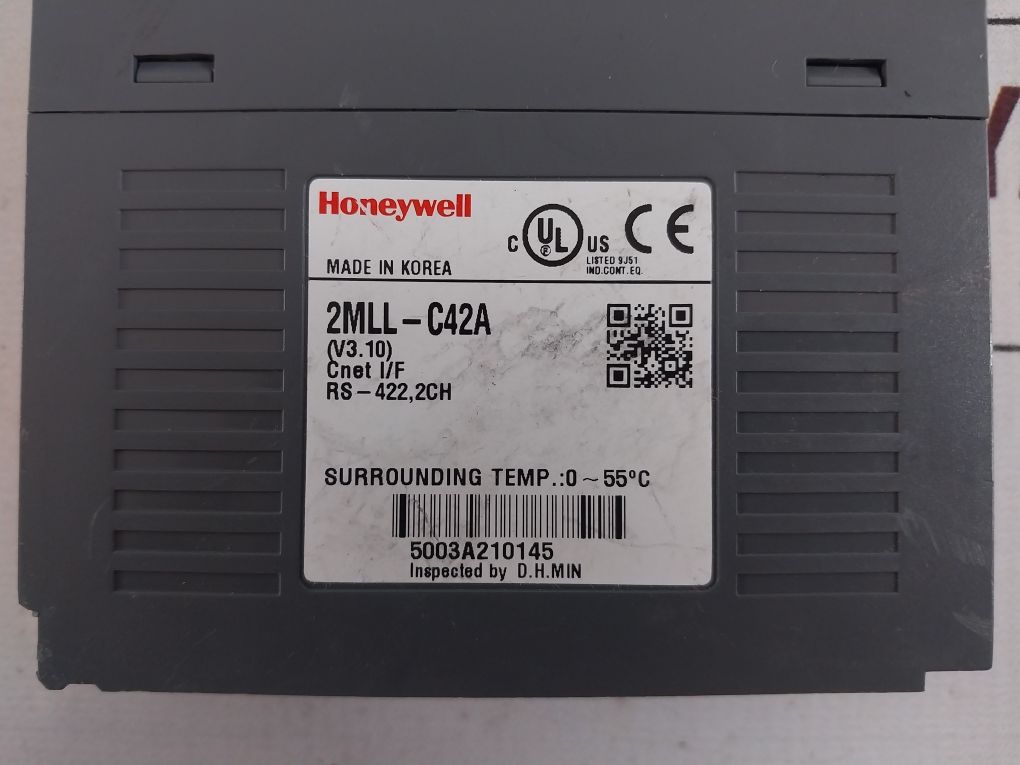 Honeywell
MADE IN KOREA
C UL US CE
LISTED 9J51
IND.CONT.EQ.
2MLL-C42A
(V3.10)
Cnet I/F
RS-422,2CH
SURROUNDING TEMP.:0~55ºC
5003A210145
Inspected by D.H.MIN